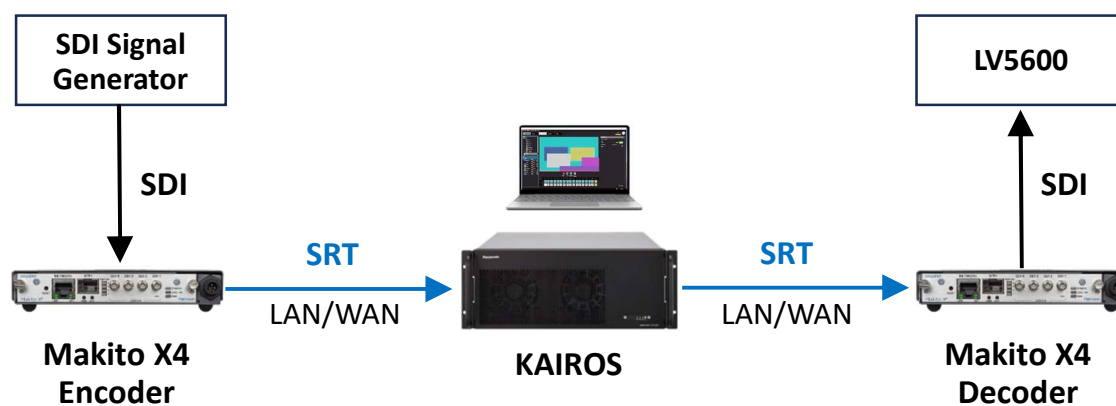 SDI Signal
Generator
LV5600
SDI
SDI
SRT
LAN/WAN
SRT
LAN/WAN
Makito X4
Encoder
KAIROS
Makito X4
Decoder